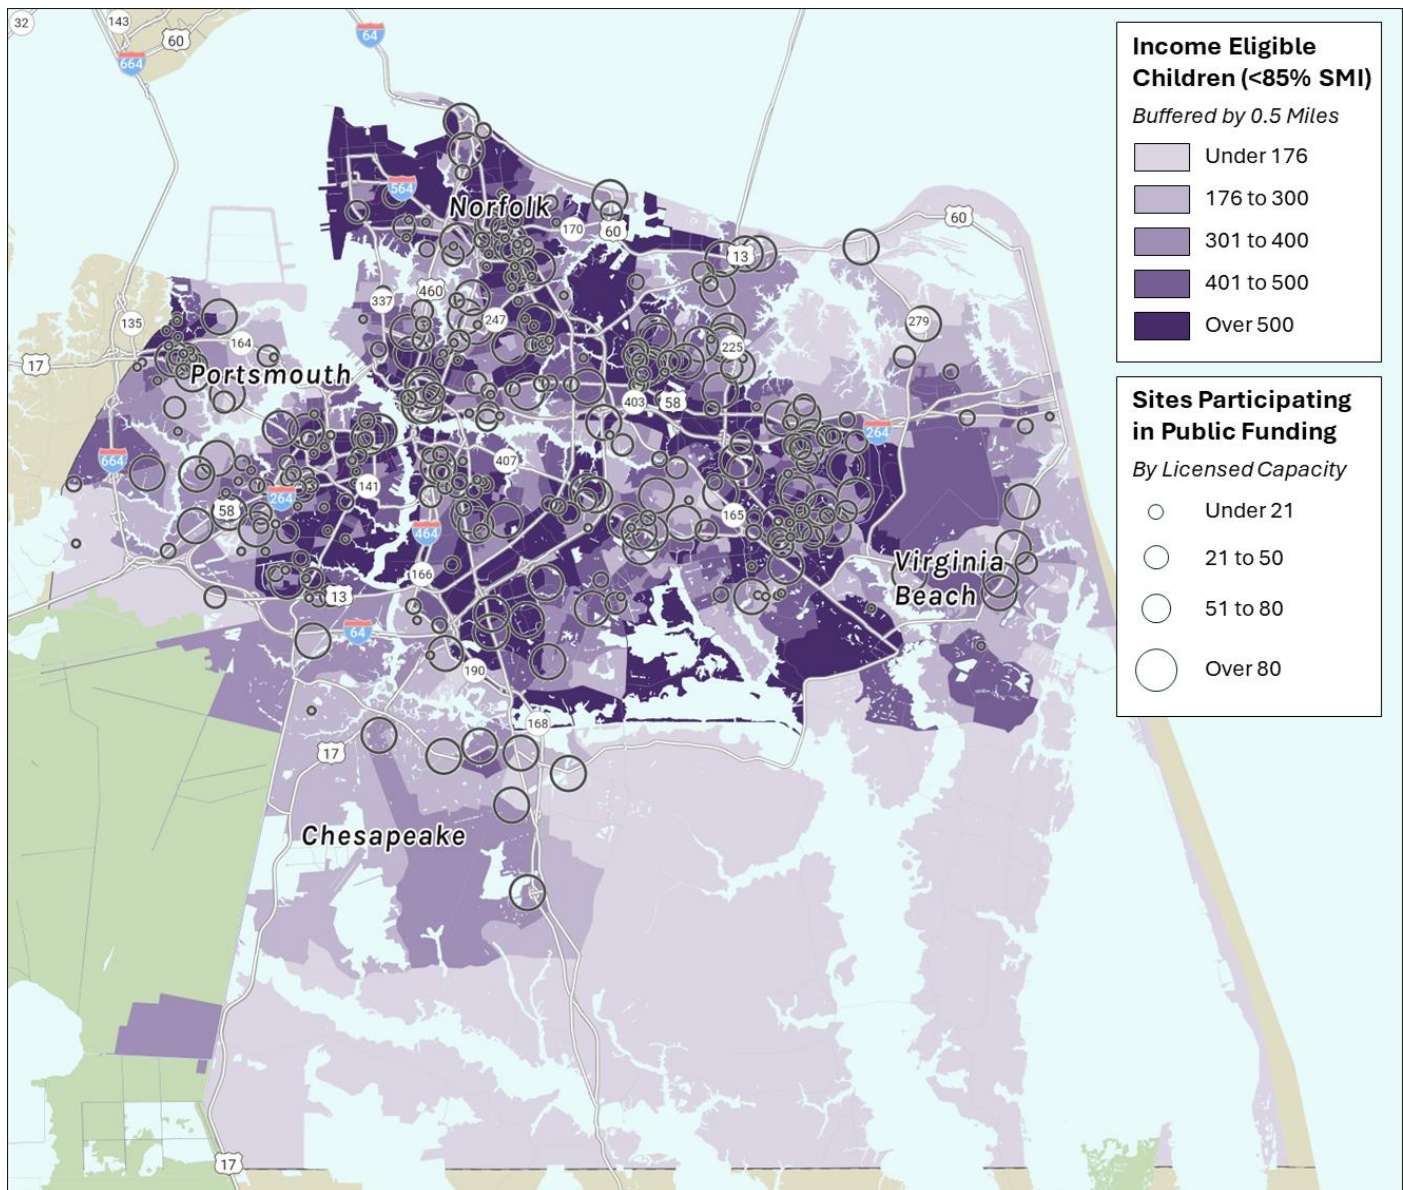 32
143
60
664
64
Income Eligible
Children (<85% SMI)
Buffered by 0.5 Miles
Under 176
176 to 300
301 to 400
401 to 500
Over 500
564
Norfolk
170
60
60
13
337
460
247
135
164
279
17
225
Portsmouth
403
58
264
Sites Participating
in Public Funding
By Licensed Capacity
Under 21
21 to 50
51 to 80
Over 80
664
407
141
264
58
165
464
Virginia
Beach
166
13
64
190
168
17
Chesapeake
17